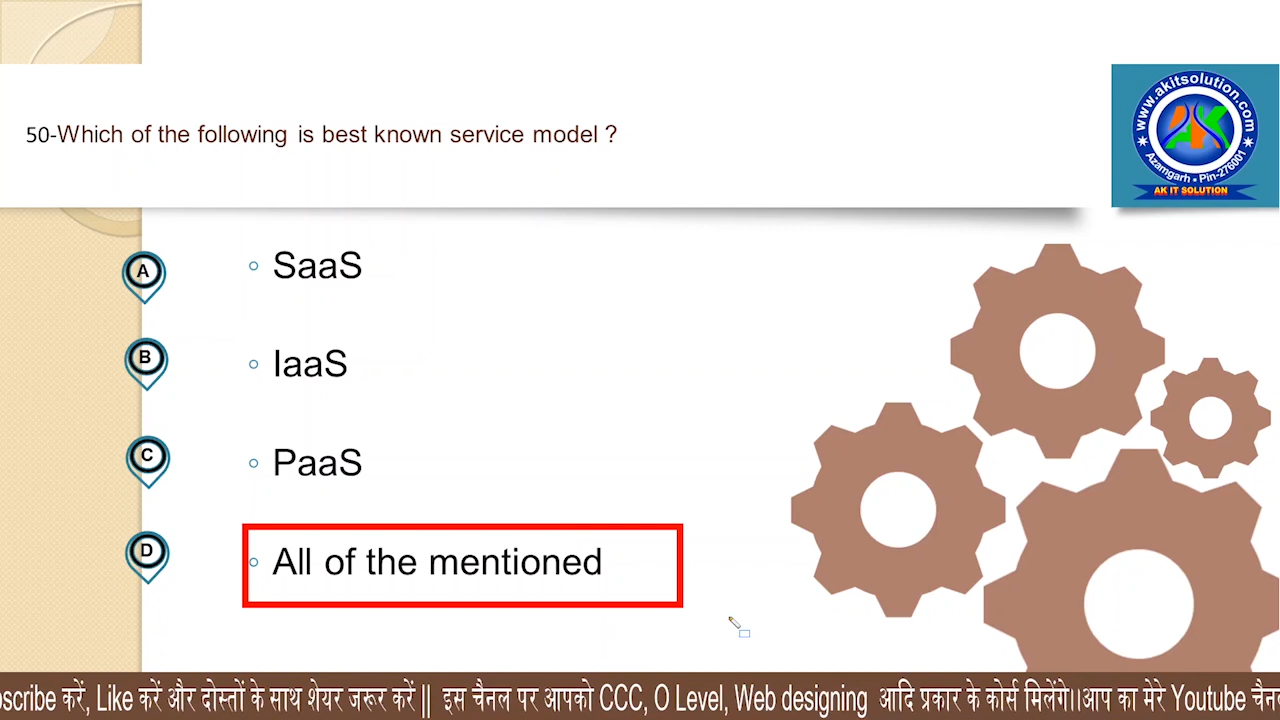 50-Which of the following is best known service model ?
www.akitsolution.com
Azamgarh • Pin-276001
AK IT SOLUTION
A
SaaS
B
IaaS
C
PaaS
D
All of the mentioned
करें, Like करें और दोस्तों के साथ शेयर जरूर करें || इस चैनल पर आपको CCC, O Level, Web designing आदि प्रकार के कोर्स मिलेंगे।।आप का मेरे Youtube